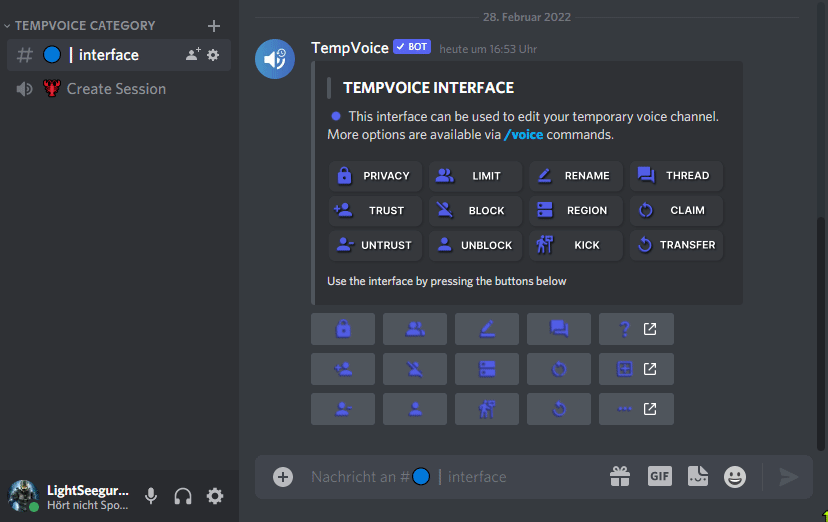 TEMPVOICE CATEGORY
| interface
Create Session
28. Februar 2022
TempVoice BOT heute um 16:53 Uhr
TEMPVOICE INTERFACE
This interface can be used to edit your temporary voice channel.
More options are available via /voice commands.
PRIVACY LIMIT RENAME THREAD
TRUST BLOCK REGION CLAIM
UNTRUST UNBLOCK KICK TRANSFER
Use the interface by pressing the buttons below
Nachricht an # | interface
GIF
LightSeegur...
Hört nicht Spo...